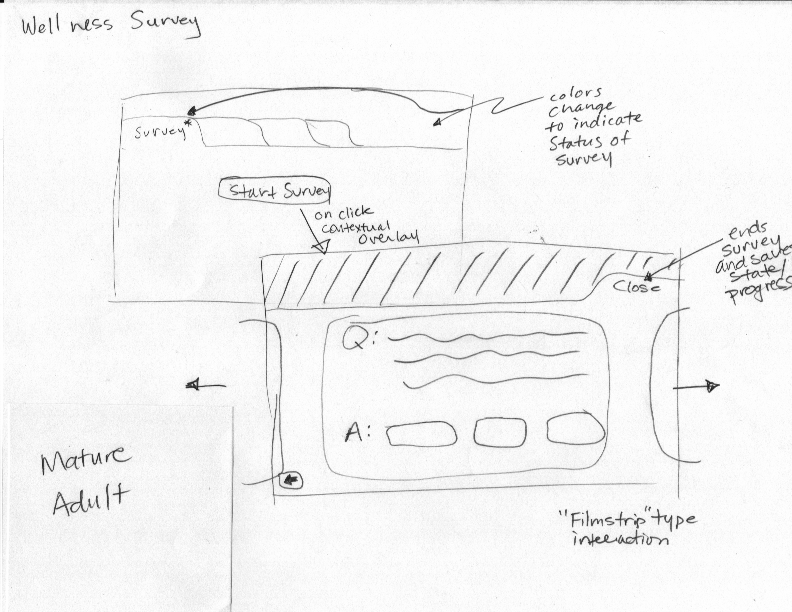 Wellness Survey
colors
change
to indicate
Status of
survey
Survey*
Start Survey
on click
contextual
overlay
ends
survey
and saves
state/
progress
Close
Q:
A:
Mature
Adult
"Filmstrip" type
interaction